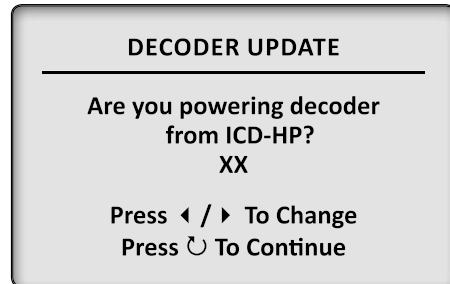 DECODER UPDATE
Are you powering decoder
from ICD-HP?
XX
Press ◀ / ▶ To Change
Press ↻ To Continue